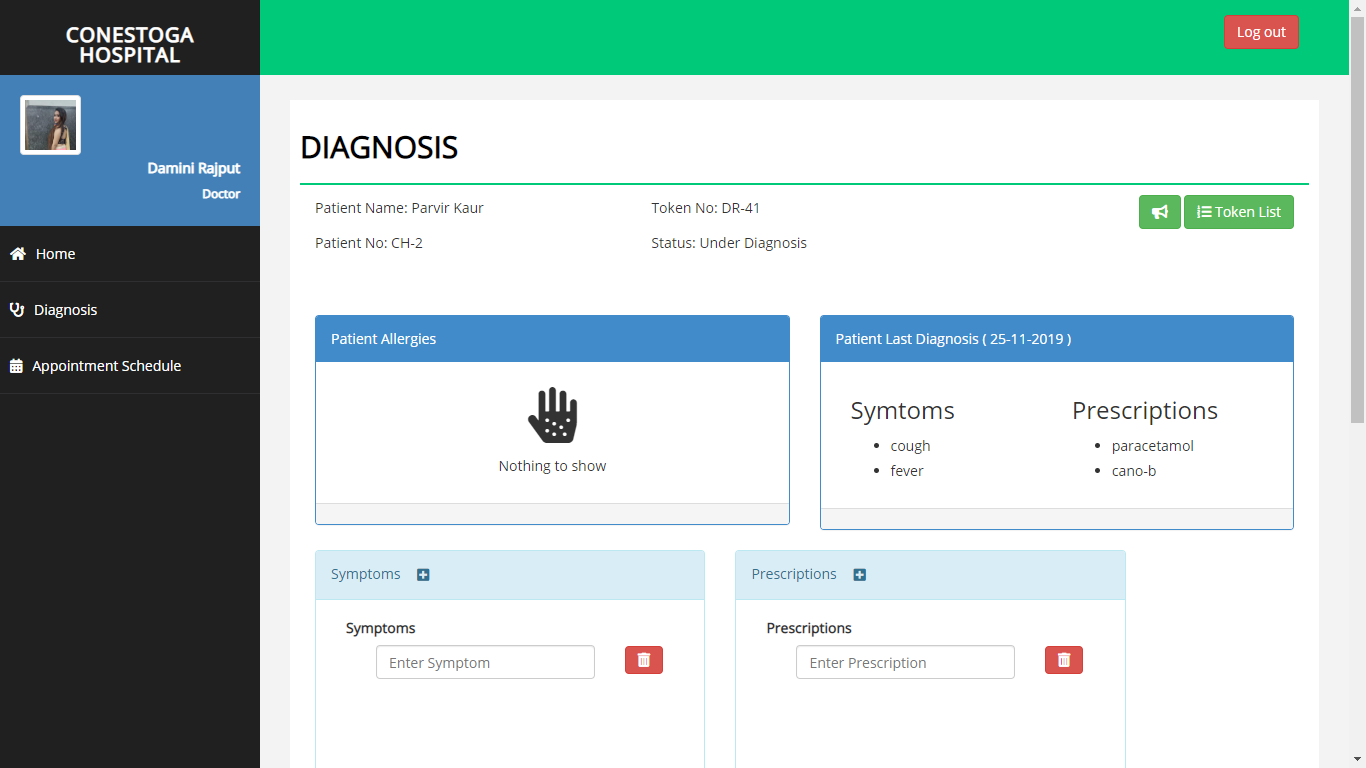 CONESTOGA
HOSPITAL
Log out
Damini Rajput
Doctor
Home
Diagnosis
Appointment Schedule
DIAGNOSIS
Patient Name: Parvir Kaur
Token No: DR-41
Token List
Patient No: CH-2
Status: Under Diagnosis
Patient Allergies
Nothing to show
Patient Last Diagnosis ( 25-11-2019 )
Symtoms
cough
fever
Prescriptions
paracetamol
cano-b
Symptoms
Symptoms
Enter Symptom
Prescriptions
Prescriptions
Enter Prescription